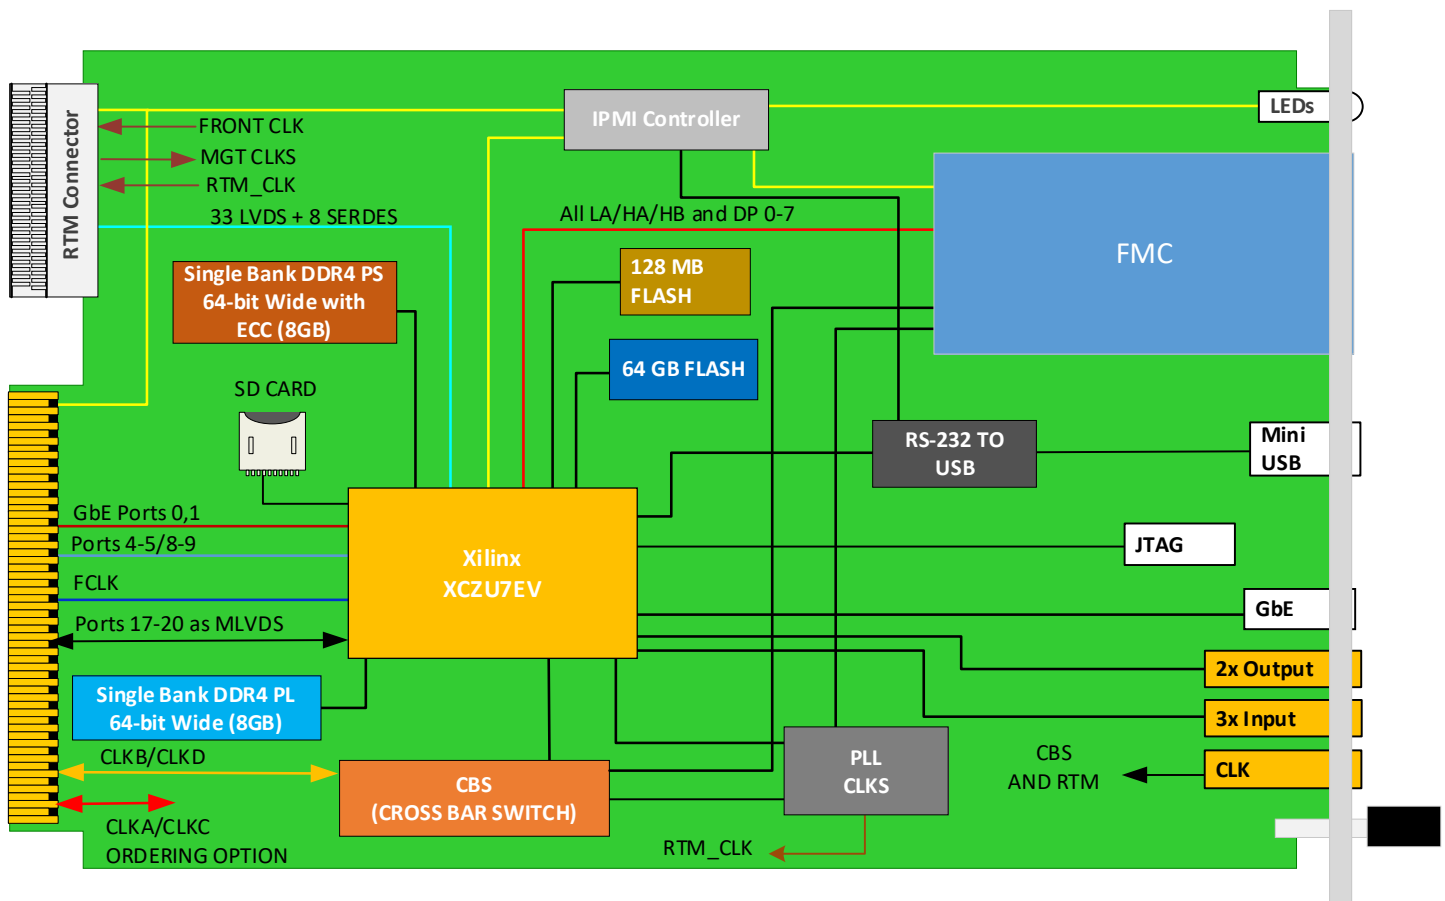 RTM Connector
FRONT CLK
MGT CLKS
RTM_CLK
33 LVDS + 8 SERDES
IPMI Controller
LEDs
All LA/HA/HB and DP 0-7
FMC
Single Bank DDR4 PS
64-bit Wide with
ECC (8GB)
128 MB
FLASH
64 GB FLASH
SD CARD
RS-232 TO
USB
Mini
USB
GbE Ports 0,1
Ports 4-5/8-9
FCLK
Ports 17-20 as MLVDS
Xilinx
XCZU7EV
JTAG
GbE
2x Output
3x Input
CLK
Single Bank DDR4 PL
64-bit Wide (8GB)
CLKB/CLKD
CBS
(CROSS BAR SWITCH)
PLL
CLKS
CBS
AND RTM
CLKA/CLKC
ORDERING OPTION
RTM_CLK